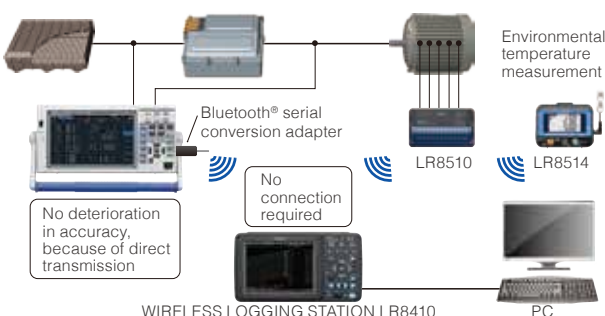 Environmental
temperature
measurement
Bluetooth® serial
conversion adapter
LR8510
LR8514
No deterioration
in accuracy,
because of direct
transmission
No
connection
required
WIRELESS LOGGING STATION LR8410
PC